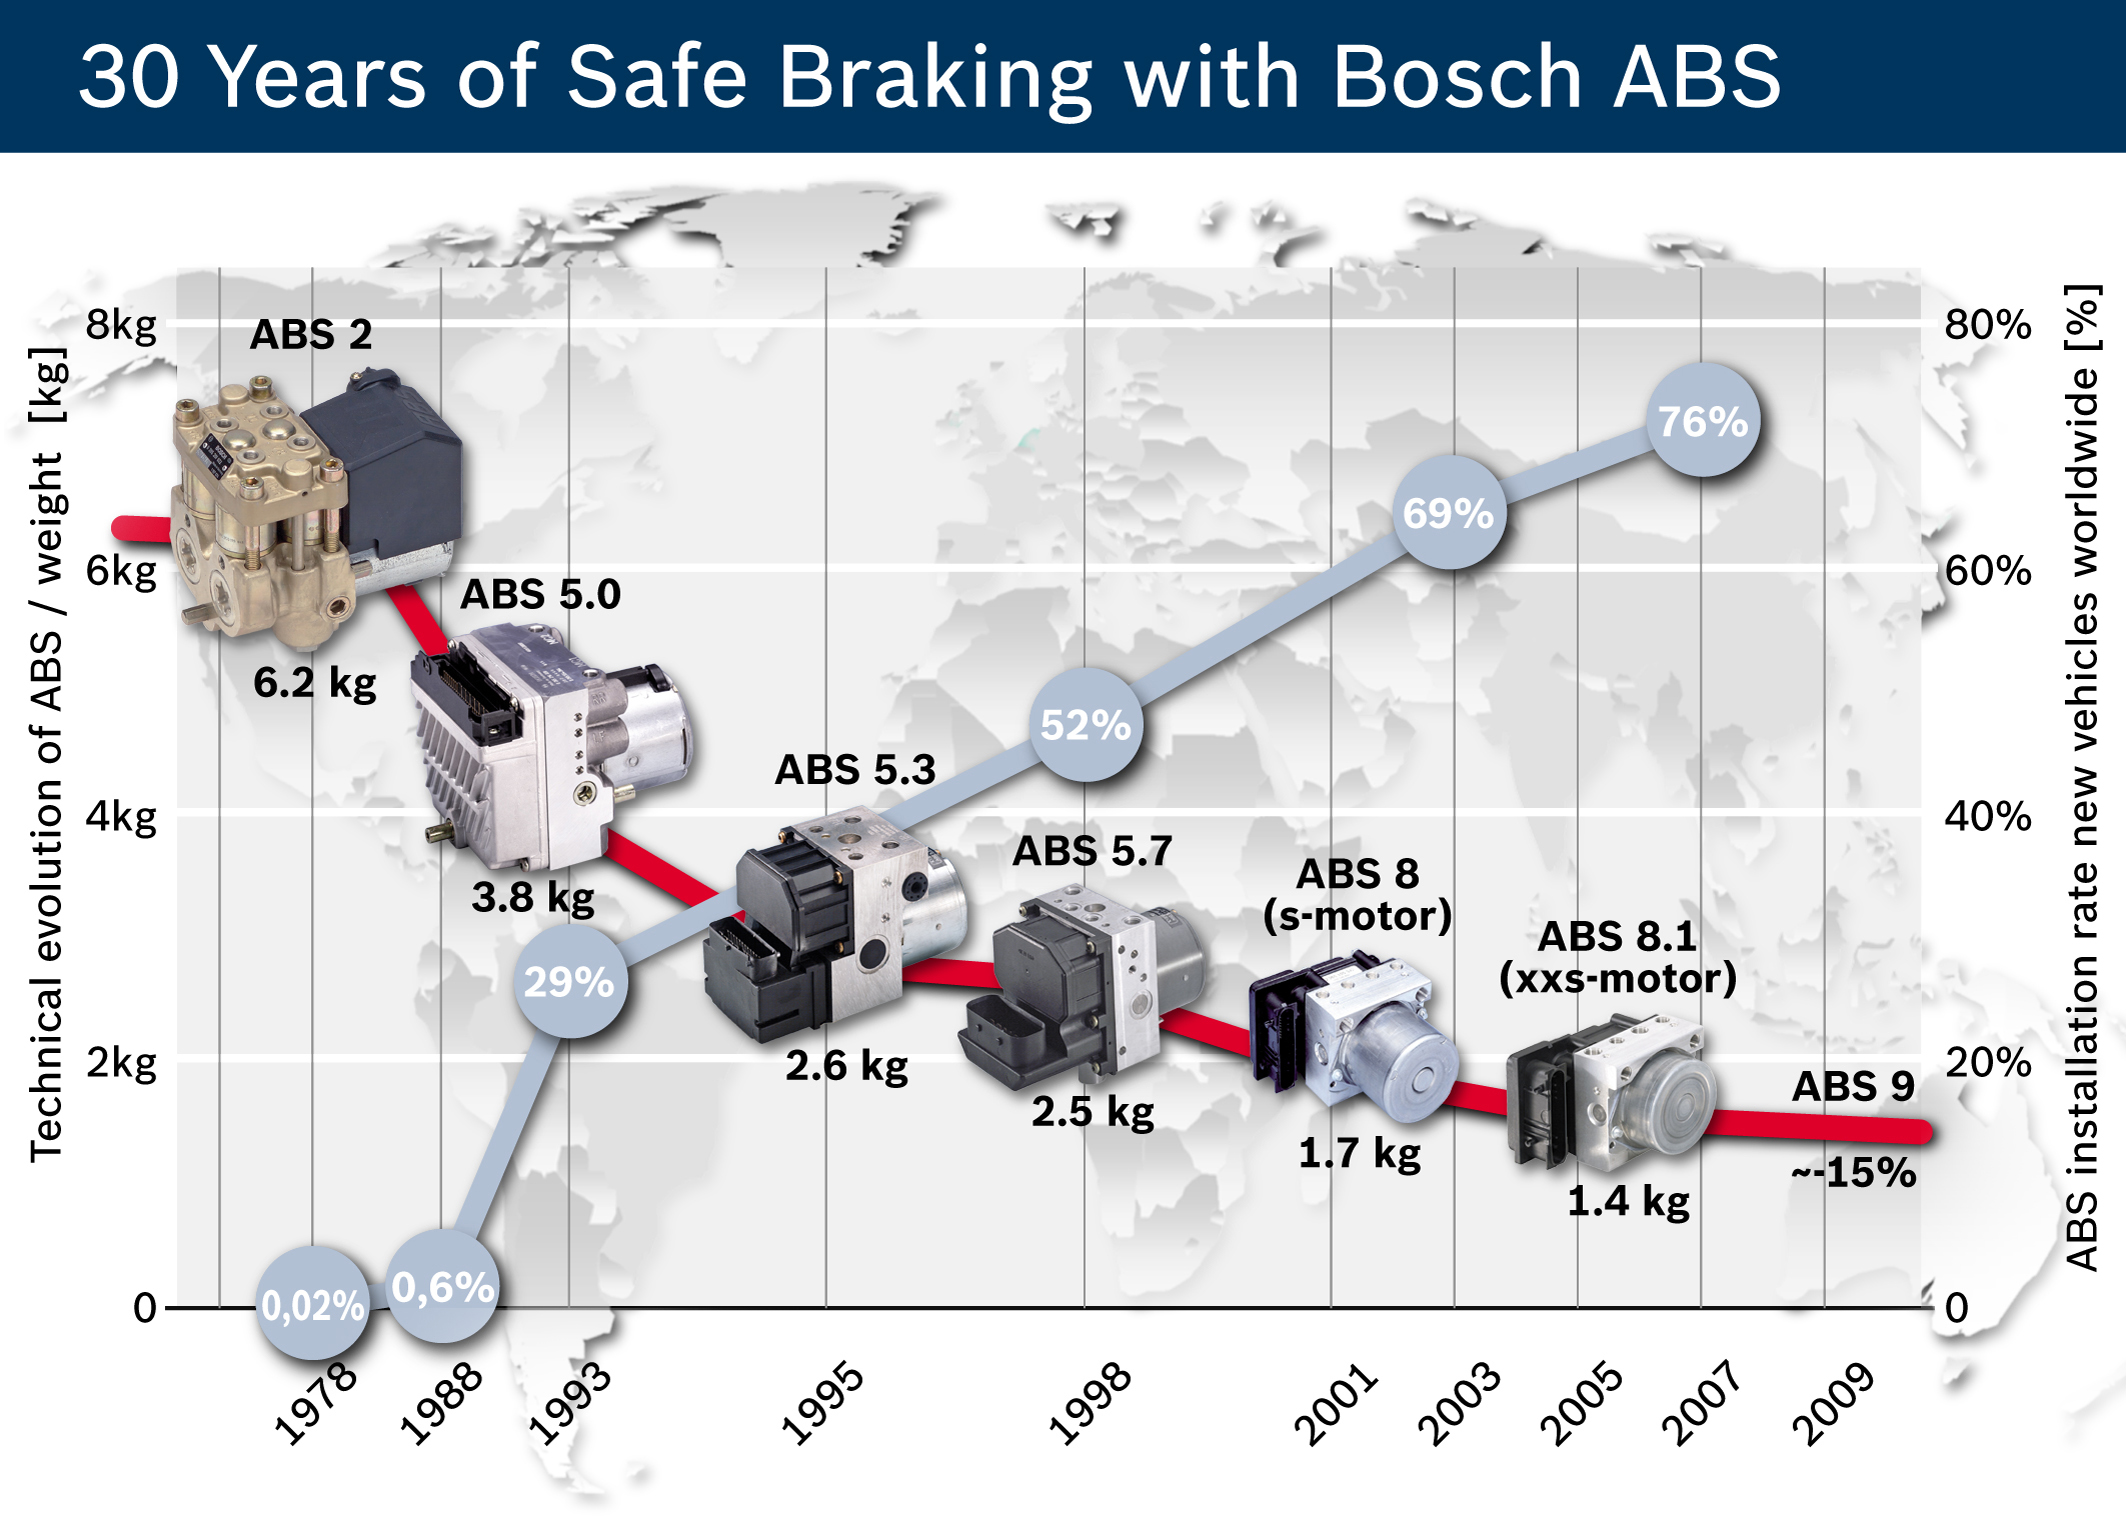 30 Years of Safe Braking with Bosch ABS
Technical evolution of ABS / weight [kg]
8kg
6kg
4kg
2kg
0
ABS 2
6.2 kg
ABS 5.0
3.8 kg
ABS 5.3
2.6 kg
ABS 5.7
2.5 kg
ABS 8
(s-motor)
1.7 kg
ABS 8.1
(xxs-motor)
1.4 kg
ABS 9
~-15%
0,02%
0,6%
29%
52%
69%
76%
80%
60%
40%
20%
0
ABS installation rate new vehicles worldwide [%]
1978
1988
1993
1995
1998
2001
2003
2005
2007
2009